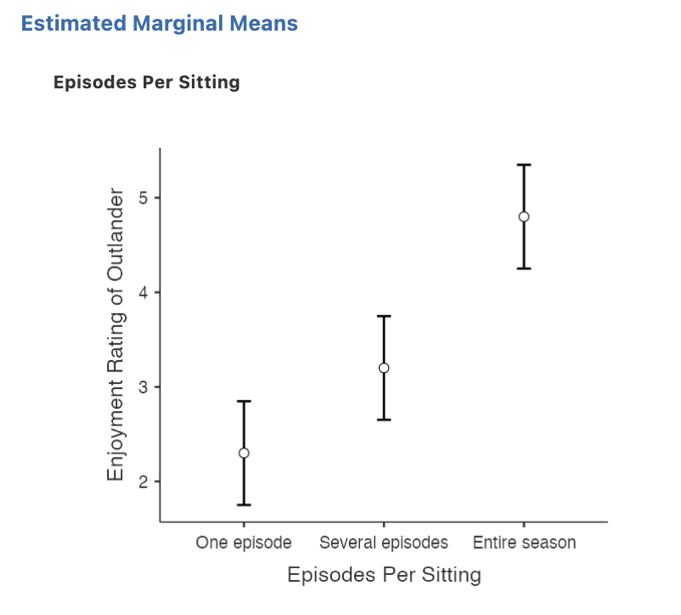 Estimated Marginal Means
Episodes Per Sitting
Enjoyment Rating of Outlander
5
4
3
2
One episode Several episodes Entire season
Episodes Per Sitting